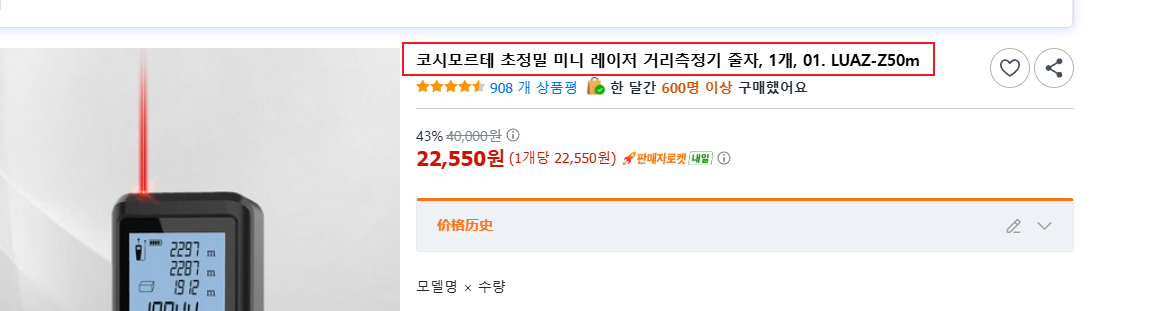 코시모르테 초정밀 미니 레이저 거리측정기 줄자, 1개, 01. LUAZ-Z50m
908 개 상품평 한 달간 600명 이상 구매했어요
43% 40,000원
22,550원 (1개당 22,550원) 판매자로켓 내일
价格历史
모델명 × 수량
2297 m
2287 m
1912 m